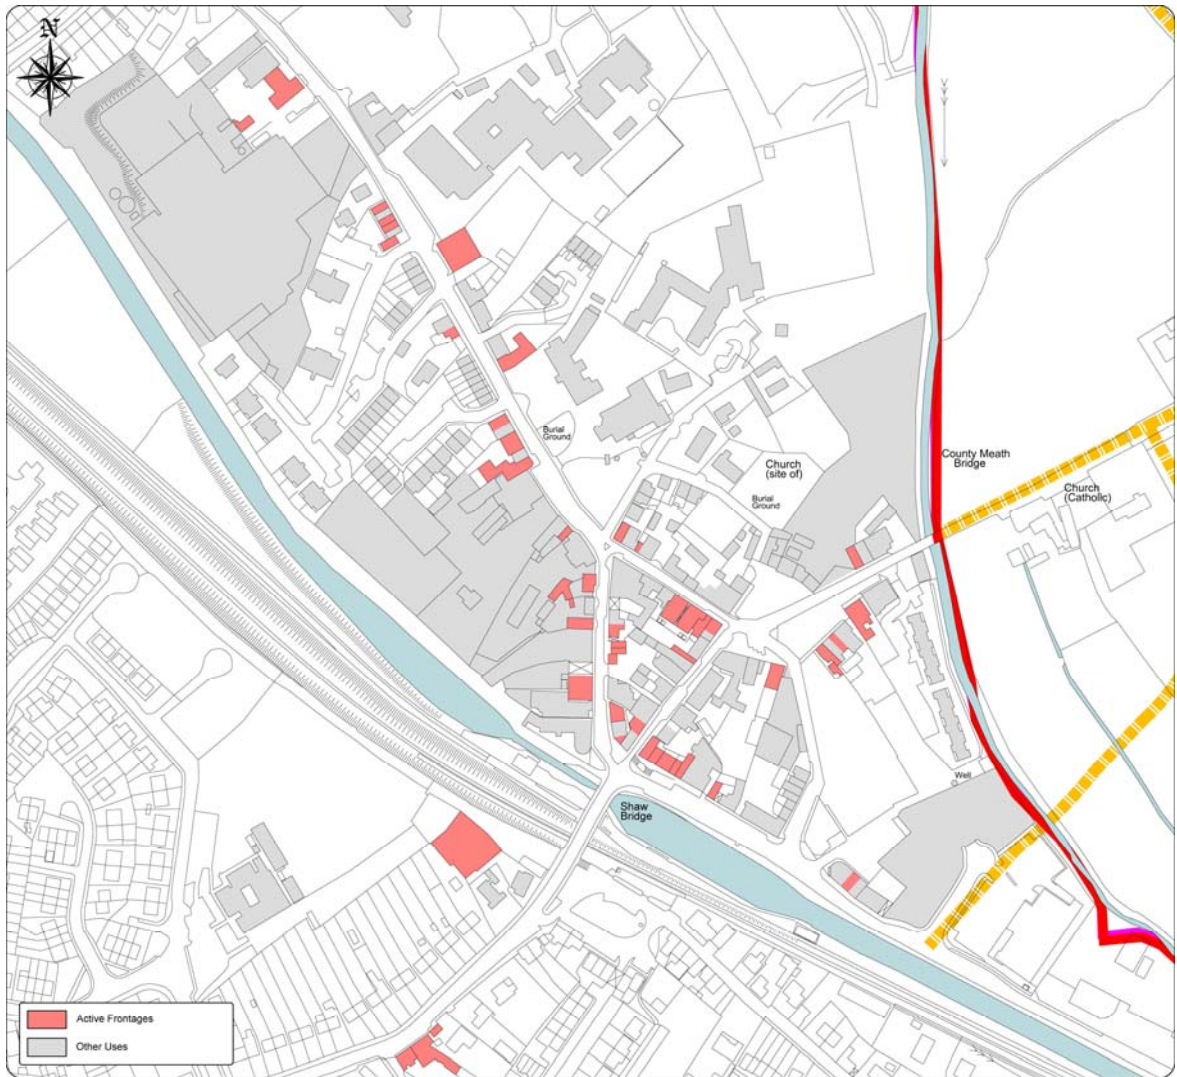 N
Burial
Ground
Church
(site of)
Burial
Ground
County Meath
Bridge
Church
(Catholic)
Well
Shaw
Bridge
Active Frontages
Other Uses